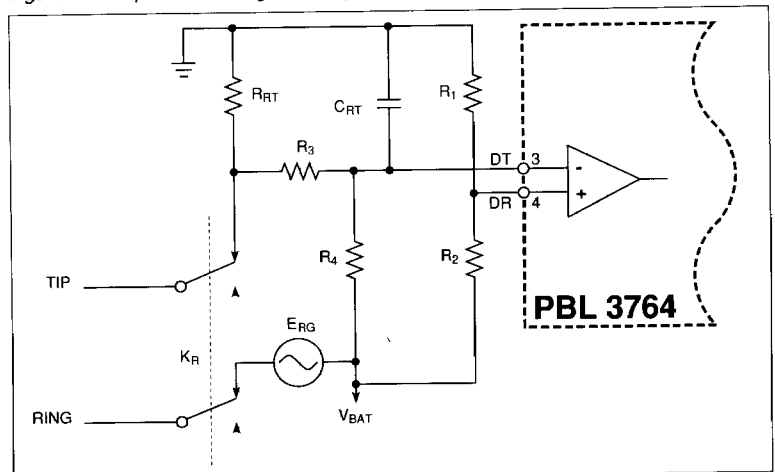 R_RT
C_RT
R_1
R_3
DT 3
-
DR 4
+
R_4
R_2
TIP
PBL 3764
E_RG
K_R
V_BAT
RING